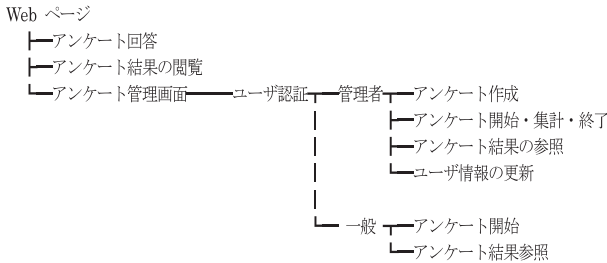 Web ページ
アンケート回答
アンケート結果の閲覧
アンケート管理画面 ユーザ認証 管理者 アンケート作成
アンケート開始・集計・終了
アンケート結果の参照
ユーザ情報の更新
一般 アンケート開始
アンケート結果参照